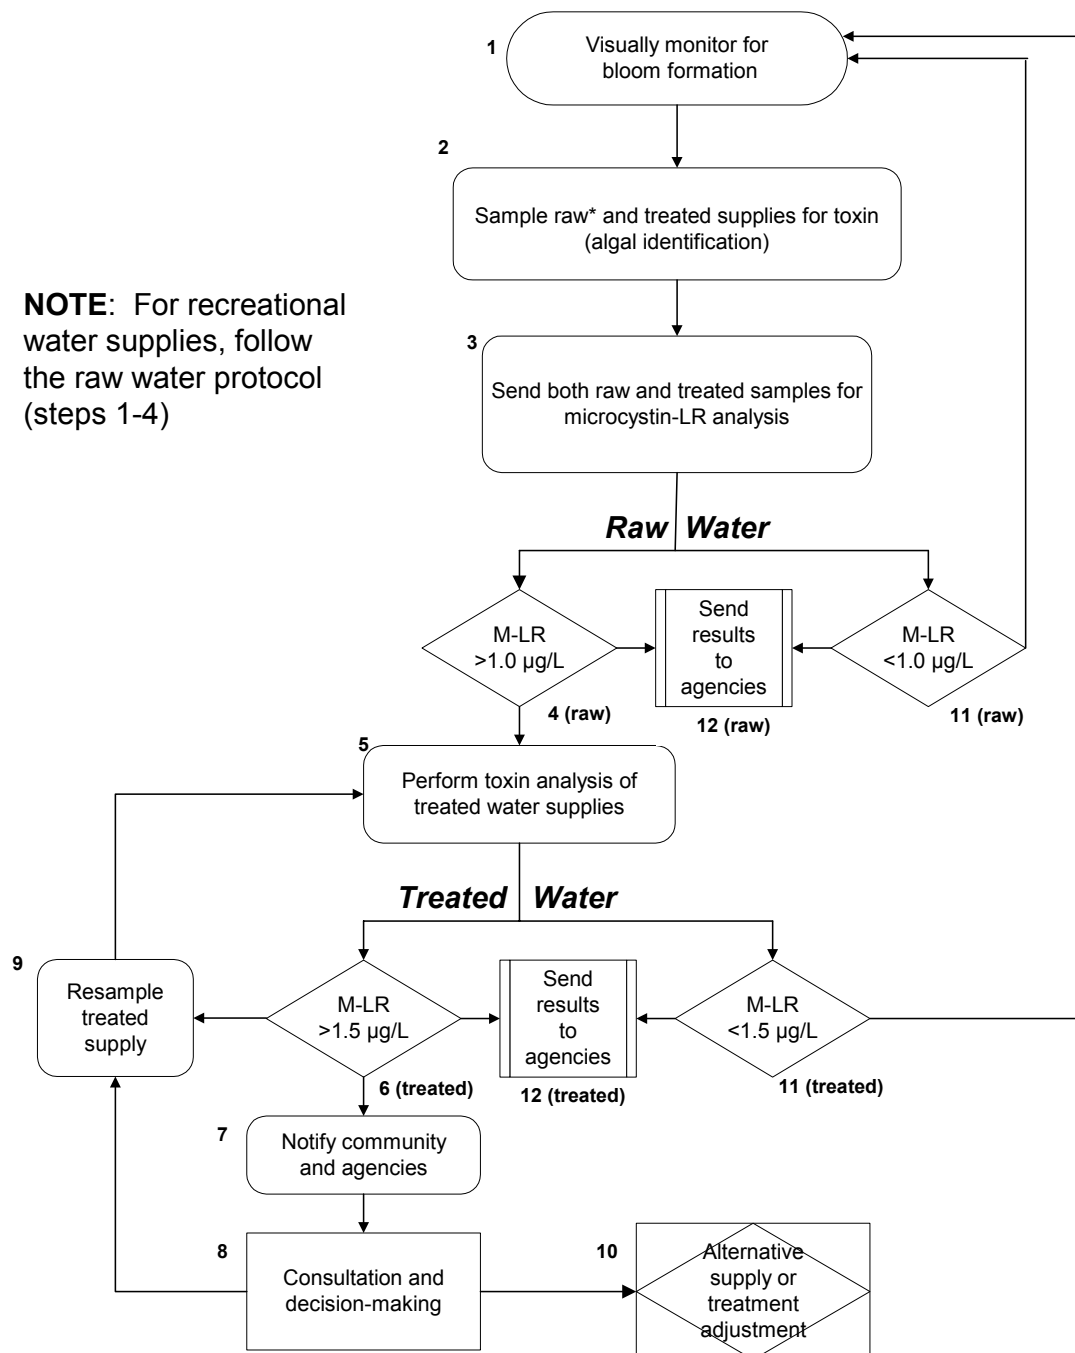 1
Visually monitor for
bloom formation
2
Sample raw* and treated supplies for toxin
(algal identification)
NOTE: For recreational
water supplies, follow
the raw water protocol
(steps 1-4)
3
Send both raw and treated samples for
microcystin-LR analysis
Raw Water
M-LR
>1.0 µg/L
4 (raw)
Send
results
to
agencies
12 (raw)
M-LR
<1.0 µg/L
11 (raw)
5
Perform toxin analysis of
treated water supplies
Treated Water
9
Resample
treated
supply
M-LR
>1.5 µg/L
6 (treated)
Send
results
to
agencies
12 (treated)
M-LR
<1.5 µg/L
11 (treated)
7
Notify community
and agencies
8
Consultation and
decision-making
10
Alternative
supply or
treatment
adjustment